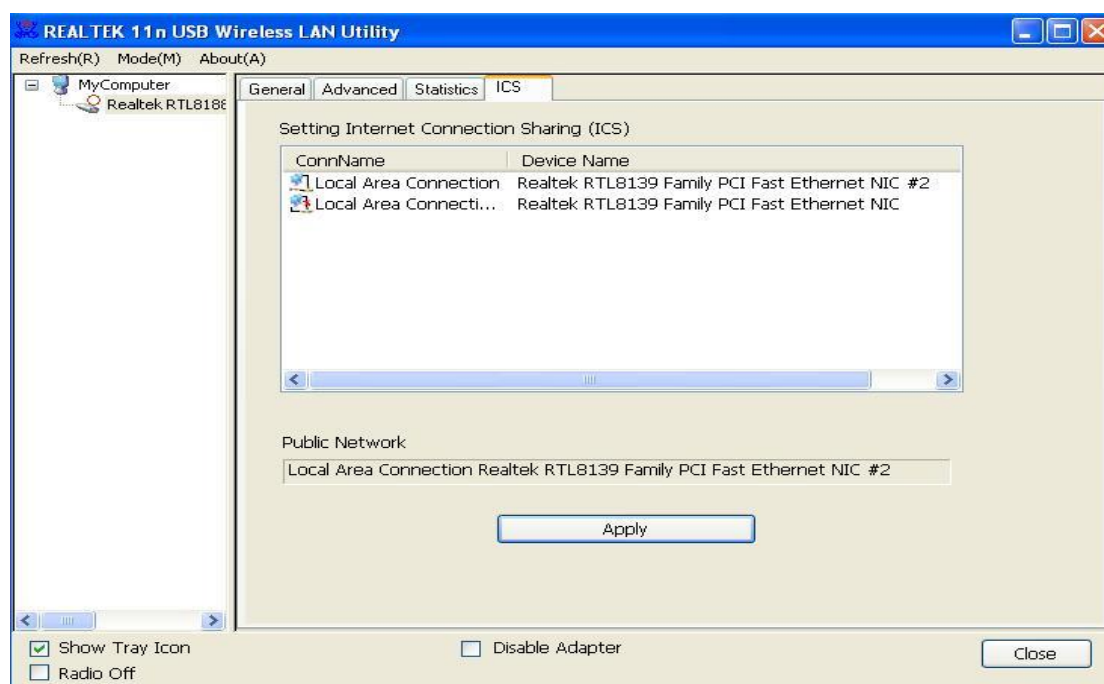 REALTEK 11n USB Wireless LAN Utility
Refresh(R) Mode(M) About(A)
MyComputer
Realtek RTL8188
General Advanced Statistics ICS
Setting Internet Connection Sharing (ICS)
ConnName Device Name
Local Area Connection Realtek RTL8139 Family PCI Fast Ethernet NIC #2
Local Area Connecti... Realtek RTL8139 Family PCI Fast Ethernet NIC
Public Network
Local Area Connection Realtek RTL8139 Family PCI Fast Ethernet NIC #2
Apply
Show Tray Icon
Disable Adapter
Close
Radio Off